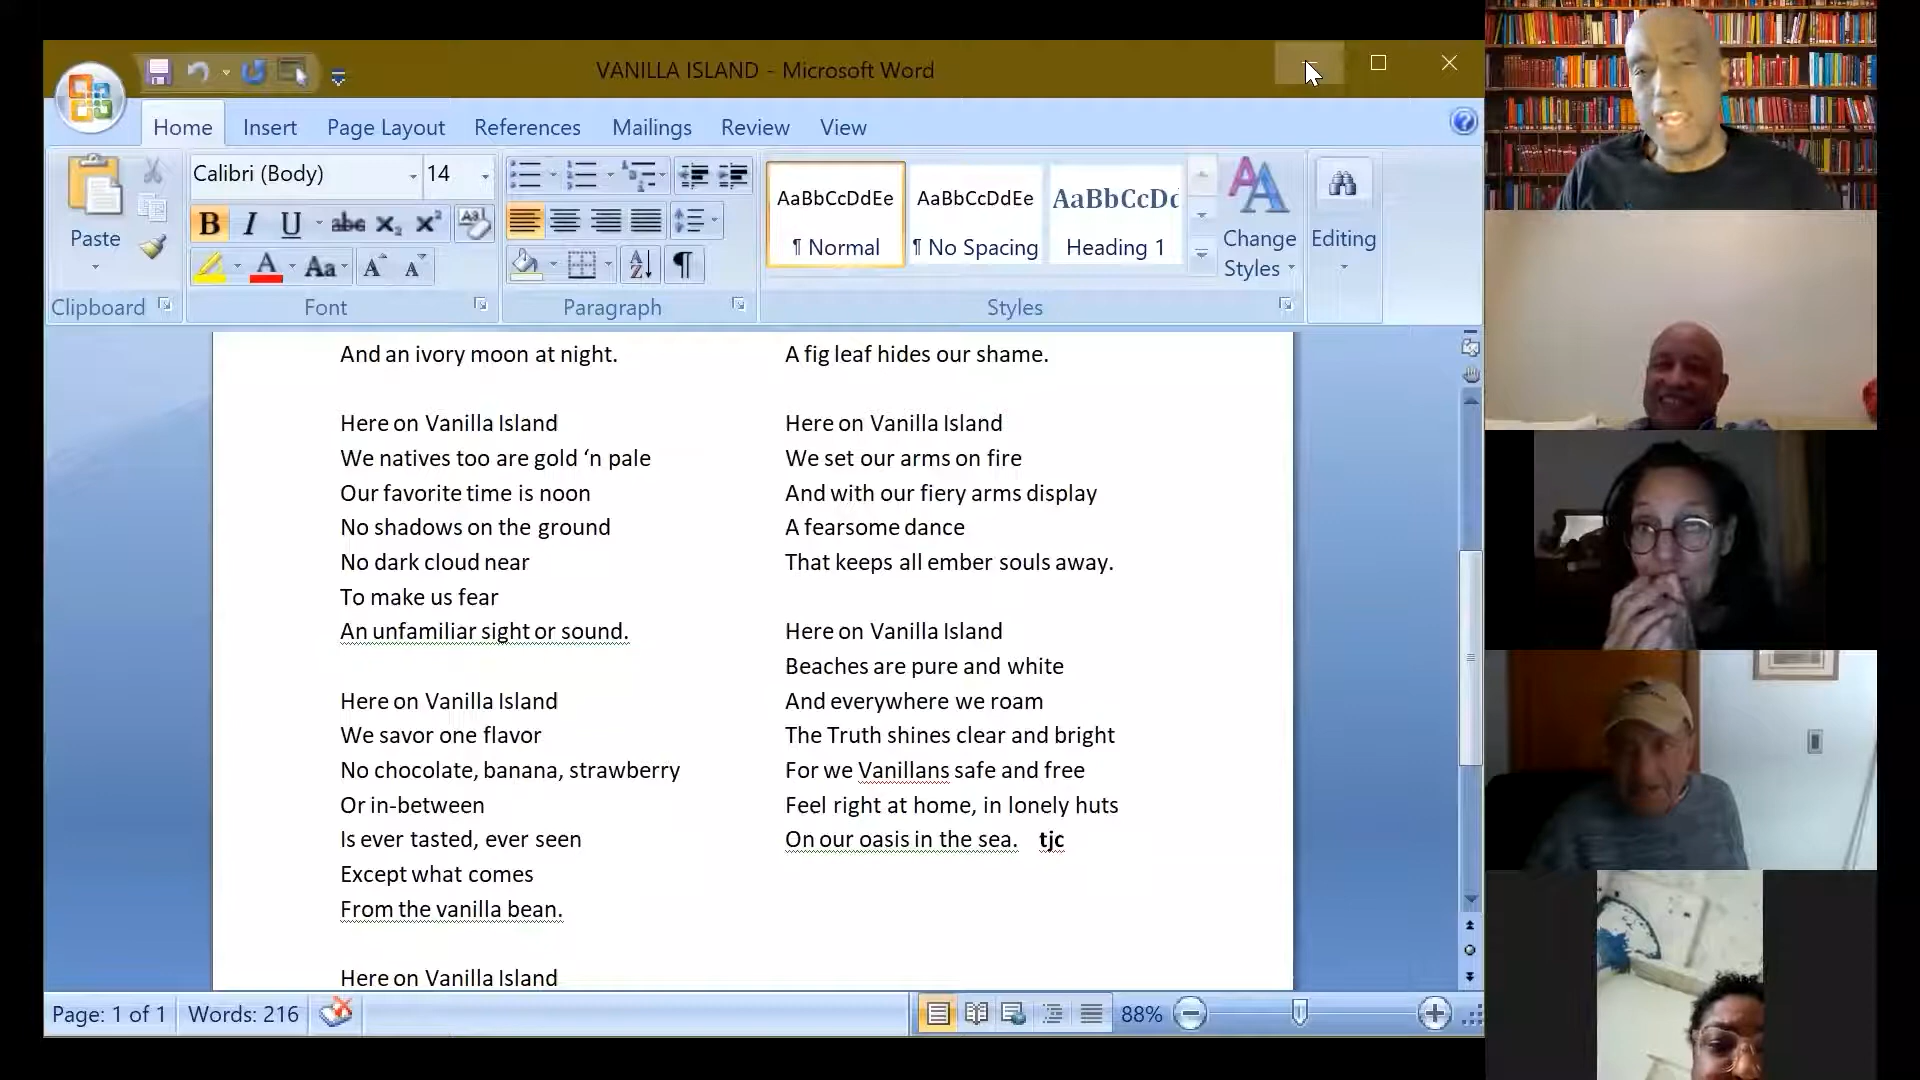 VANILLA ISLAND - Microsoft Word
Home
Insert
Page Layout
References
Mailings
Review
View
Paste
Clipboard
Calibri (Body)
14
B I U abc X₂ X²
A Aa A A
Font
Paragraph
AaBbCcDdEe
¶ Normal
AaBbCcDdEe
¶ No Spacing
AaBbCcDc
Heading 1
Styles
Change
Styles
Editing
And an ivory moon at night.
Here on Vanilla Island
We natives too are gold ‘n pale
Our favorite time is noon
No shadows on the ground
No dark cloud near
To make us fear
An unfamiliar sight or sound.
Here on Vanilla Island
We savor one flavor
No chocolate, banana, strawberry
Or in-between
Is ever tasted, ever seen
Except what comes
From the vanilla bean.
Here on Vanilla Island
A fig leaf hides our shame.
Here on Vanilla Island
We set our arms on fire
And with our fiery arms display
A fearsome dance
That keeps all ember souls away.
Here on Vanilla Island
Beaches are pure and white
And everywhere we roam
The Truth shines clear and bright
For we Vanillans safe and free
Feel right at home, in lonely huts
On our oasis in the sea. tjc
Page: 1 of 1
Words: 216
88%